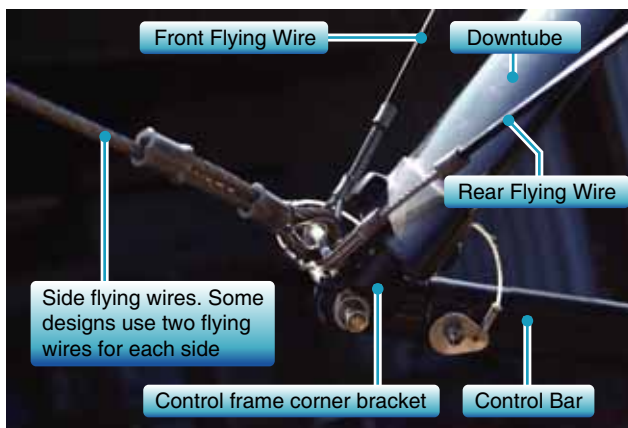 Front Flying Wire
Downtube
Rear Flying Wire
Side flying wires. Some
designs use two flying
wires for each side
Control frame corner bracket
Control Bar